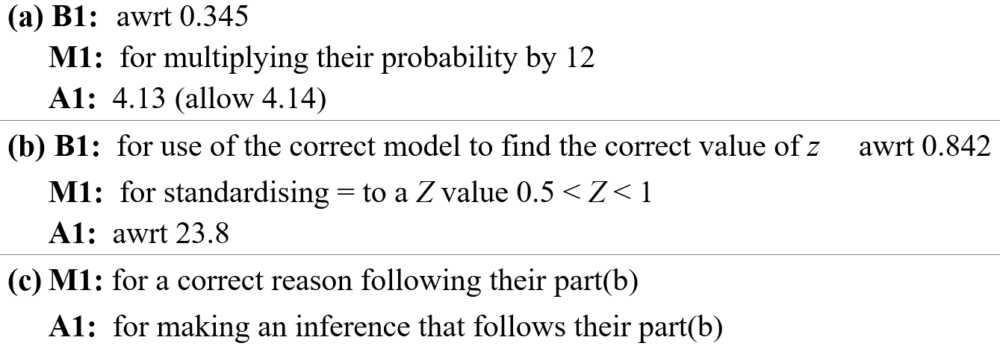 (a) B1: awrt 0.345
M1: for multiplying their probability by 12
A1: 4.13 (allow 4.14)
(b) B1: for use of the correct model to find the correct value of z awrt 0.842
M1: for standardising = to a Z value 0.5 < Z < 1
A1: awrt 23.8
(c) M1: for a correct reason following their part(b)
A1: for making an inference that follows their part(b)